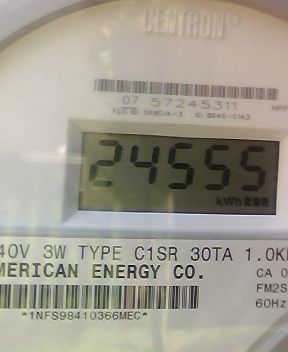 CENTRON®
07 57245311
24555
kWh
40V 3W TYPE C1SR 30TA 1.0K
MERICAN ENERGY CO.
CA 0
FM2S
60Hz
*1NFS98410366MEC*